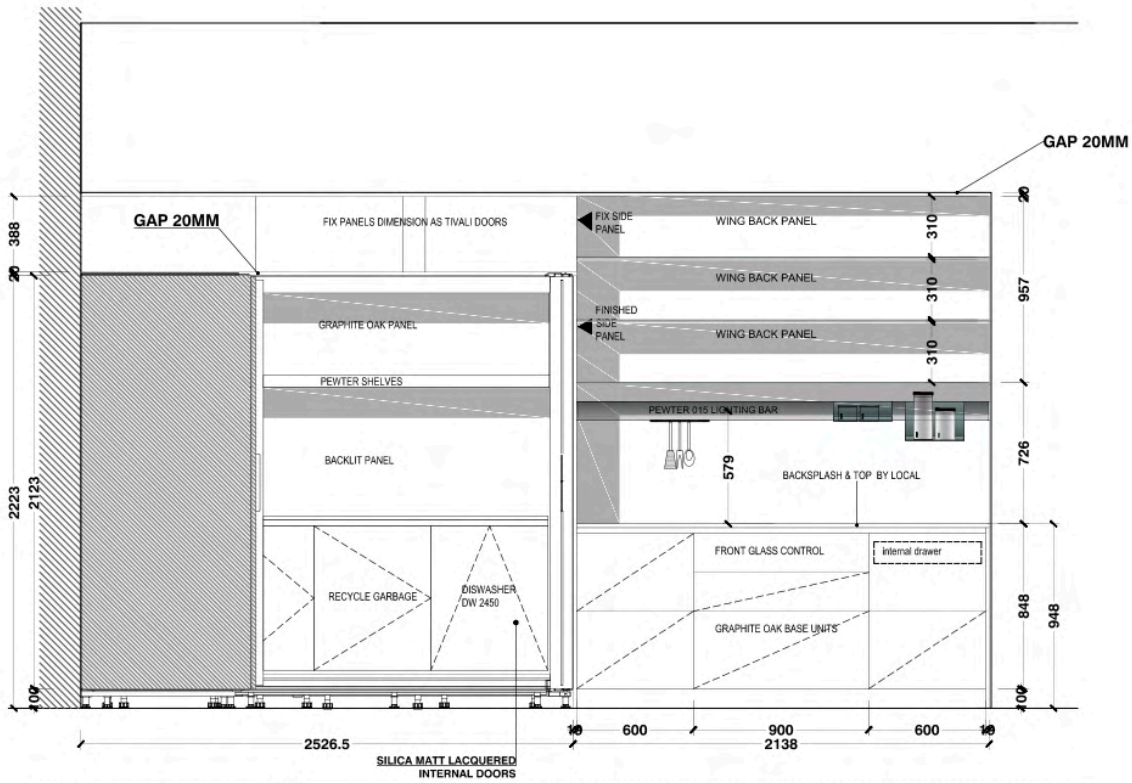 GAP 20MM
GAP 20MM
FIX PANELS DIMENSION AS TIVALI DOORS
FIX SIDE
PANEL
WING BACK PANEL
20
310
388
20
WING BACK PANEL
310
957
FINISHED
SIDE
PANEL
GRAPHITE OAK PANEL
WING BACK PANEL
310
PEWTER SHELVES
PEWTER 015 LIGHTING BAR
BACKLIT PANEL
579
726
BACKSPLASH & TOP BY LOCAL
2223
2123
FRONT GLASS CONTROL
internal drawer
RECYCLE GARBAGE
DISWASHER
DW 2450
848
948
GRAPHITE OAK BASE UNITS
100
100
600
900
600
2526.5
2138
SILICA MATT LACQUERED
INTERNAL DOORS